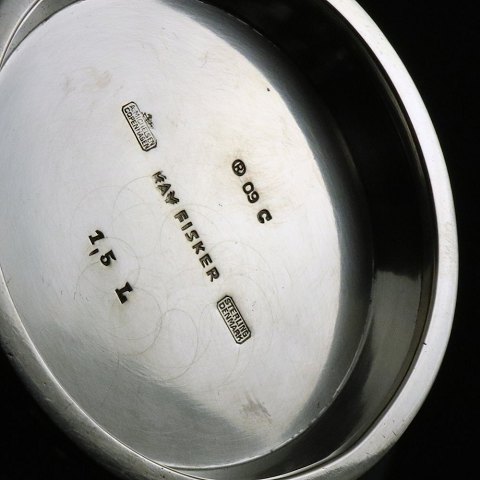 A. MICHELSEN
COPENHAGEN
KAY FISKER
STERLING
DENMARK
® 09 C
1,5 L